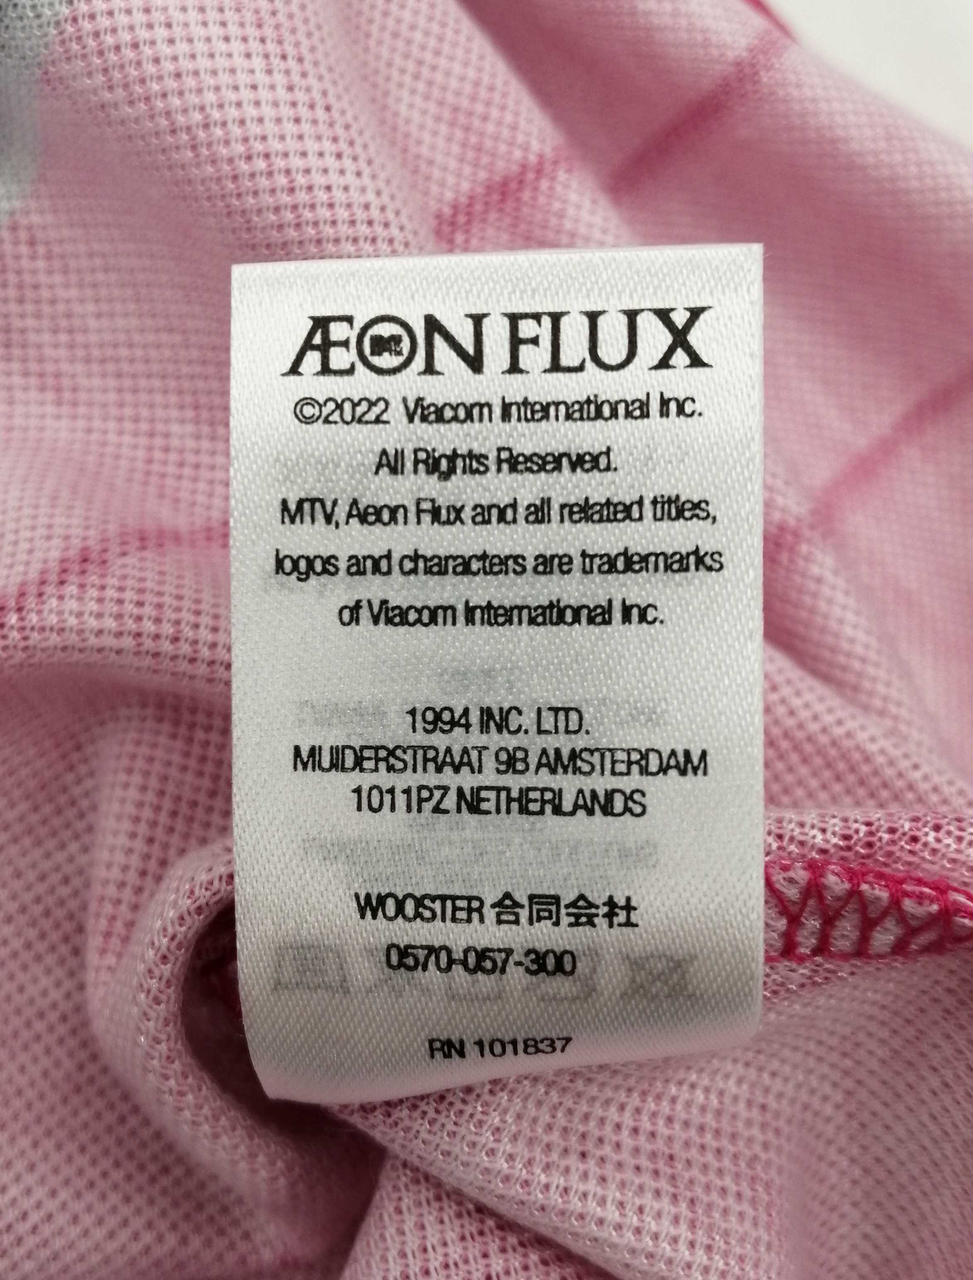 ÆON FLUX
©2022 Viacom International Inc.
All Rights Reserved.
MTV, Aeon Flux and all related titles,
logos and characters are trademarks
of Viacom International Inc.
1994 INC. LTD.
MUIDERSTRAAT 9B AMSTERDAM
1011PZ NETHERLANDS
WOOSTER 合同会社
0570-057-300
RN 101837